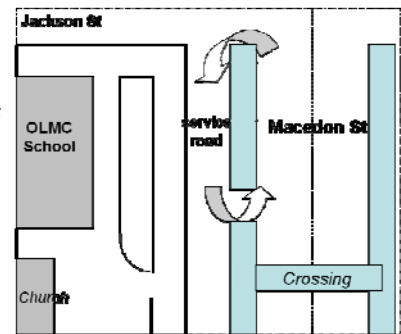 Jackson St
OLMC
School
service
road
Macedon St
Church
Crossing